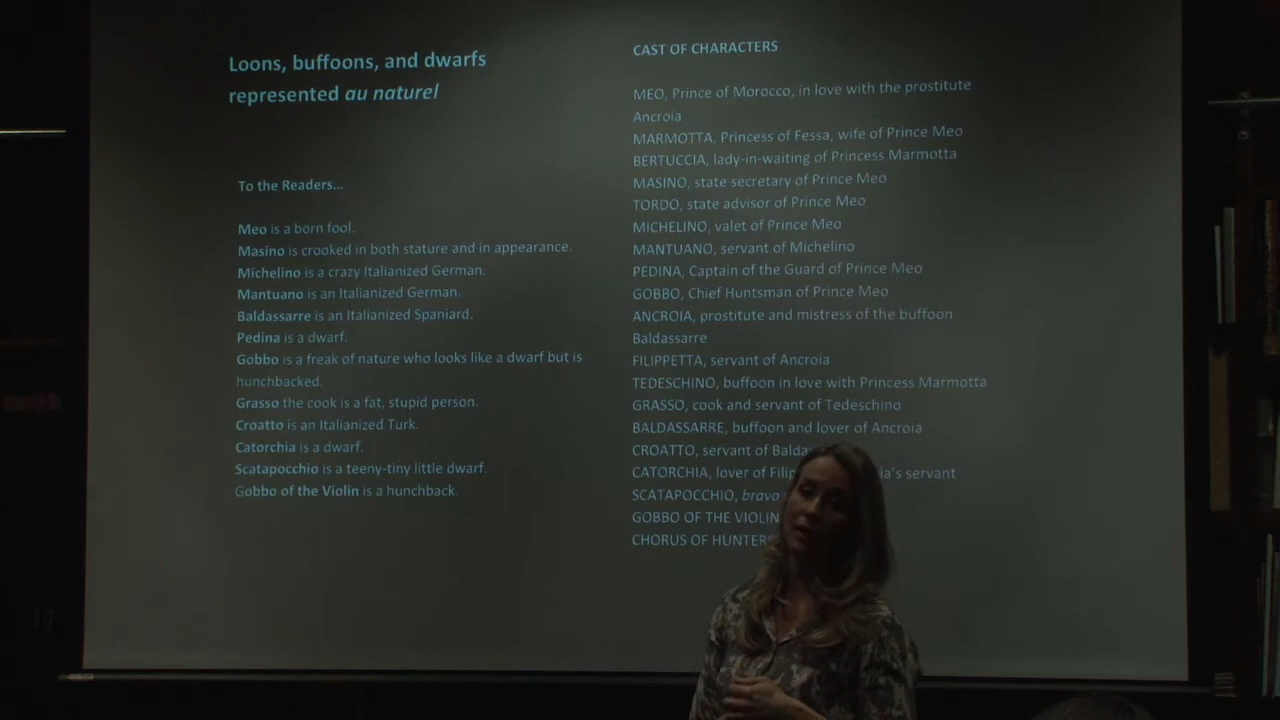 Loons, buffoons, and dwarfs
represented au naturel
To the Readers...
Meo is a born fool.
Masino is crooked in both stature and in appearance.
Michelino is a crazy Italianized German.
Mantuano is an Italianized German.
Baldassarre is an Italianized Spaniard.
Pedina is a dwarf.
Gobbo is a freak of nature who looks like a dwarf but is
hunchbacked.
Grasso the cook is a fat, stupid person.
Croatto is an Italianized Turk.
Catorchia is a dwarf.
Scatapocchio is a teeny-tiny little dwarf.
Gobbo of the Violin is a hunchback.
CAST OF CHARACTERS
MEO, Prince of Morocco, in love with the prostitute
Ancroia
MARMOTTA, Princess of Fessa, wife of Prince Meo
BERTUCCIA, lady-in-waiting of Princess Marmotta
MASINO, state secretary of Prince Meo
TORDO, state advisor of Prince Meo
MICHELINO, valet of Prince Meo
MANTUANO, servant of Michelino
PEDINA, Captain of the Guard of Prince Meo
GOBBO, Chief Huntsman of Prince Meo
ANCROIA, prostitute and mistress of the buffoon
Baldassarre
FILIPPETTA, servant of Ancroia
TEDESCHINO, buffoon in love with Princess Marmotta
GRASSO, cook and servant of Tedeschino
BALDASSARRE, buffoon and lover of Ancroia
CROATTO, servant of
CATORCHIA, lover of servant
SCATAPOCCHIO, bravo
GOBBO OF THE VIOLIN
CHORUS OF HUNTERS